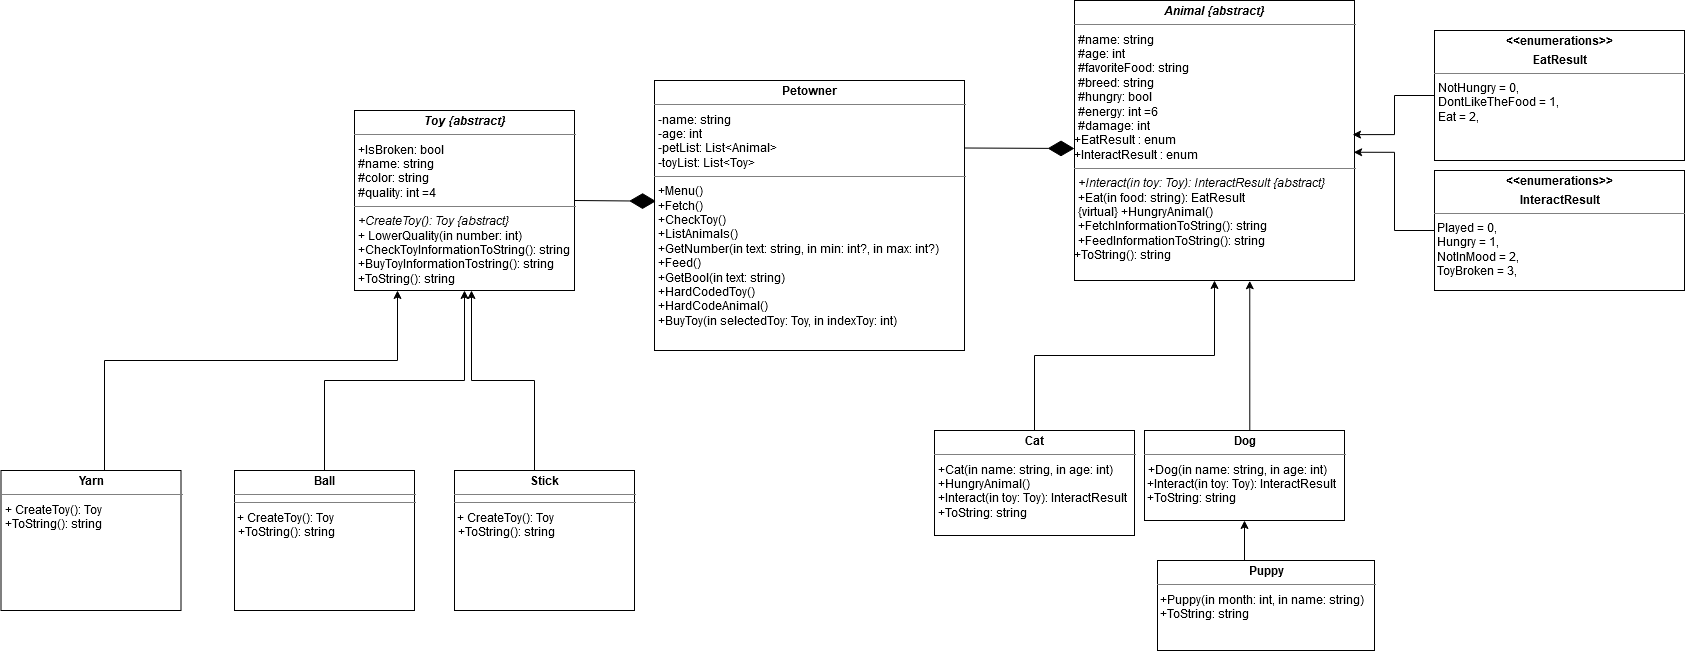 Toy {abstract}
+IsBroken: bool
#name: string
#color: string
#quality: int =4
+CreateToy(): Toy {abstract}
+ LowerQuality(in number: int)
+CheckToyInformationToString(): string
+BuyToyInformationTostring(): string
+ToString(): string
Petowner
-name: string
-age: int
-petList: List<Animal>
-toyList: List<Toy>
+Menu()
+Fetch()
+CheckToy()
+ListAnimals()
+GetNumber(in text: string, in min: int?, in max: int?)
+Feed()
+GetBool(in text: string)
+HardCodedToy()
+HardCodeAnimal()
+BuyToy(in selectedToy: Toy, in indexToy: int)
Animal {abstract}
#name: string
#age: int
#favoriteFood: string
#breed: string
#hungry: bool
#energy: int =6
#damage: int
+EatResult : enum
+InteractResult : enum
+Interact(in toy: Toy): InteractResult {abstract}
+Eat(in food: string): EatResult
{virtual} +HungryAnimal()
+FetchInformationToString(): string
+FeedInformationToString(): string
+ToString(): string
<<enumerations>>
EatResult
NotHungry = 0,
DontLikeTheFood = 1,
Eat = 2,
<<enumerations>>
InteractResult
Played = 0,
Hungry = 1,
NotInMood = 2,
ToyBroken = 3,
Yarn
+ CreateToy(): Toy
+ToString(): string
Ball
+ CreateToy(): Toy
+ToString(): string
Stick
+ CreateToy(): Toy
+ToString(): string
Cat
+Cat(in name: string, in age: int)
+HungryAnimal()
+Interact(in toy: Toy): InteractResult
+ToString: string
Dog
+Dog(in name: string, in age: int)
+Interact(in toy: Toy): InteractResult
+ToString: string
Puppy
+Puppy(in month: int, in name: string)
+ToString: string